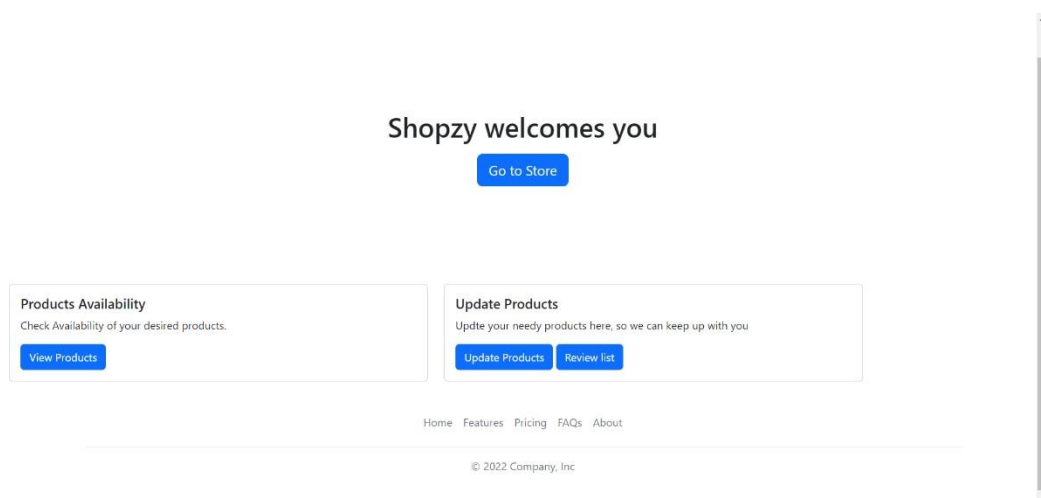 Shopzy welcomes you
Go to Store
Products Availability
Check Availability of your desired products.
View Products
Update Products
Updte your needy products here, so we can keep up with you
Update Products Review list
Home Features Pricing FAQs About
© 2022 Company, Inc